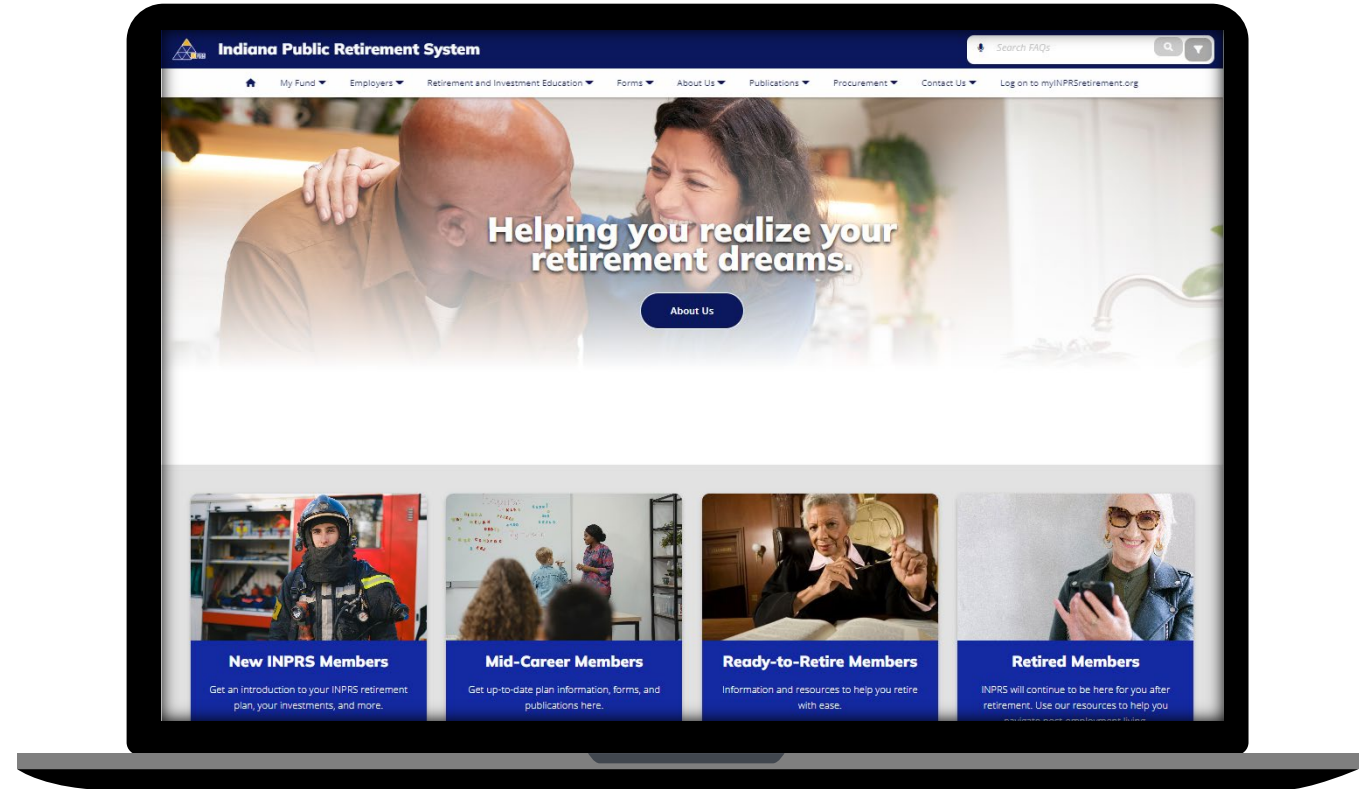 Indiana Public Retirement System
Search FAQs
My Fund Employers Retirement and Investment Education Forms About Us Publications Procurement Contact Us Log on to myINPRSretirement.org
Helping you realize your
retirement dreams.
About Us
New INPRS Members
Get an introduction to your INPRS retirement
plan, your investments, and more.
Mid-Career Members
Get up-to-date plan information, forms, and
publications here.
Ready-to-Retire Members
Information and resources to help you retire
with ease.
Retired Members
INPRS will continue to be here for you after
retirement. Use our resources to help you
navigate post-employment living.